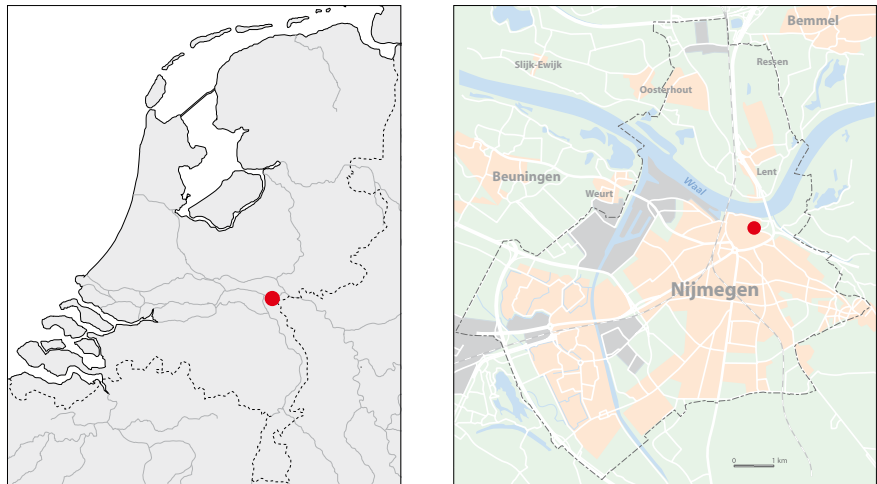 Bemmel
Slijk-Ewijk
Ressen
Oosterhout
Beuningen
Lent
Weurt
Waal
Nijmegen
0 1 km